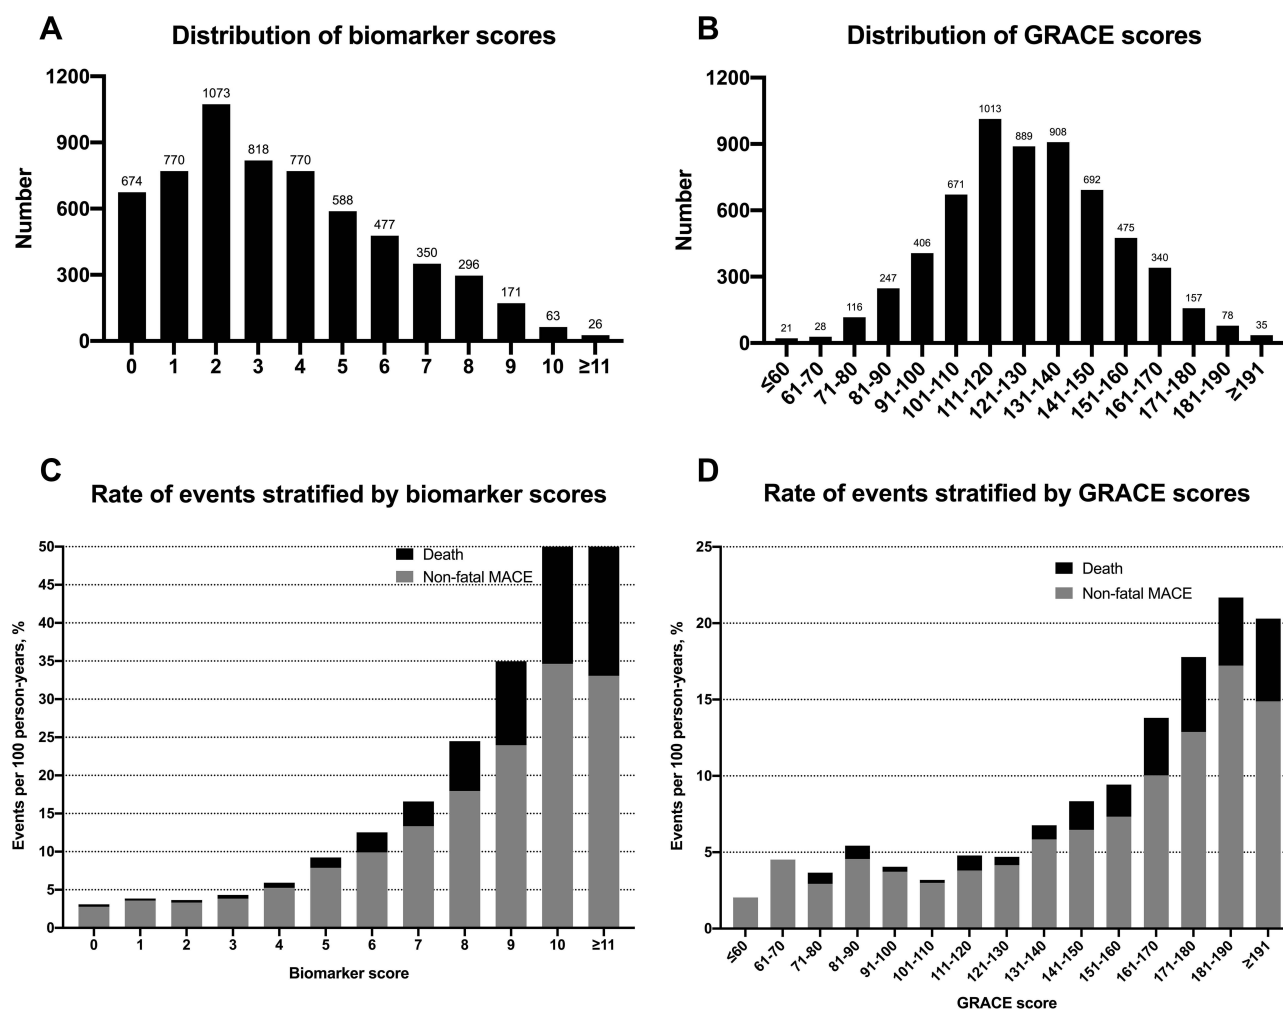 A
Distribution of biomarker scores
Number
1200
900
600
300
0
674
770
1073
818
770
588
477
350
296
171
63
26
0 1 2 3 4 5 6 7 8 9 10 ≥11
B
Distribution of GRACE scores
Number
1200
900
600
300
0
21
28
116
247
406
671
1013
889
908
692
475
340
157
78
35
≤60 61-70 71-80 81-90 91-100 101-110 111-120 121-130 131-140 141-150 151-160 161-170 171-180 181-190 ≥191
C
Rate of events stratified by biomarker scores
Events per 100 person-years, %
50
45
40
35
30
25
20
15
10
5
0
Death
Non-fatal MACE
0 1 2 3 4 5 6 7 8 9 10 ≥11
Biomarker score
D
Rate of events stratified by GRACE scores
Events per 100 person-years, %
25
20
15
10
5
0
Death
Non-fatal MACE
≤60 61-70 71-80 81-90 91-100 101-110 111-120 121-130 131-140 141-150 151-160 161-170 171-180 181-190 ≥191
GRACE score